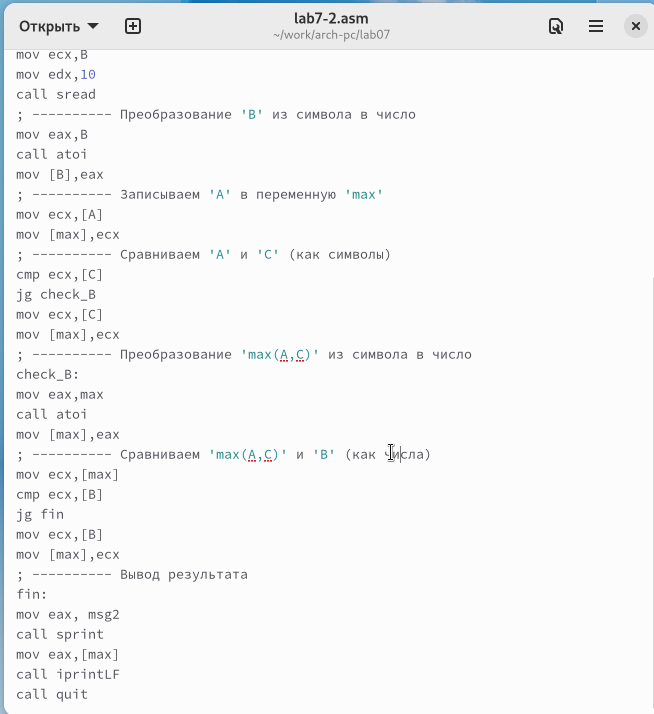 Открыть
lab7-2.asm
~/work/arch-pc/lab07
mov ecx,B
mov edx,10
call sread
; ---------- Преобразование 'B' из символа в число
mov eax,B
call atoi
mov [B],eax
; ---------- Записываем 'A' в переменную 'max'
mov ecx,[A]
mov [max],ecx
; ---------- Сравниваем 'A' и 'C' (как символы)
cmp ecx,[C]
jg check_B
mov ecx,[C]
mov [max],ecx
; ---------- Преобразование 'max(A,C)' из символа в число
check_B:
mov eax,max
call atoi
mov [max],eax
; ---------- Сравниваем 'max(A,C)' и 'B' (как числа)
mov ecx,[max]
cmp ecx,[B]
jg fin
mov ecx,[B]
mov [max],ecx
; ---------- Вывод результата
fin:
mov eax, msg2
call sprint
mov eax,[max]
call iprintLF
call quit